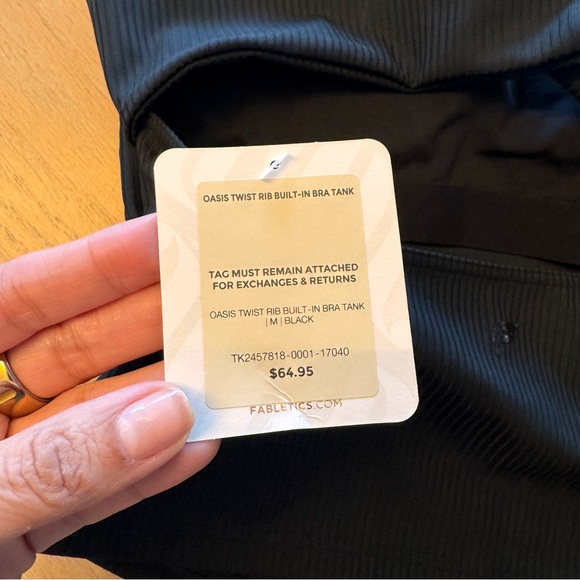 OASIS TWIST RIB BUILT-IN BRA TANK
TAG MUST REMAIN ATTACHED
FOR EXCHANGES & RETURNS
OASIS TWIST RIB BUILT-IN BRA TANK
| M | BLACK
TK2457818-0001-17040
$64.95
FABLETICS.COM